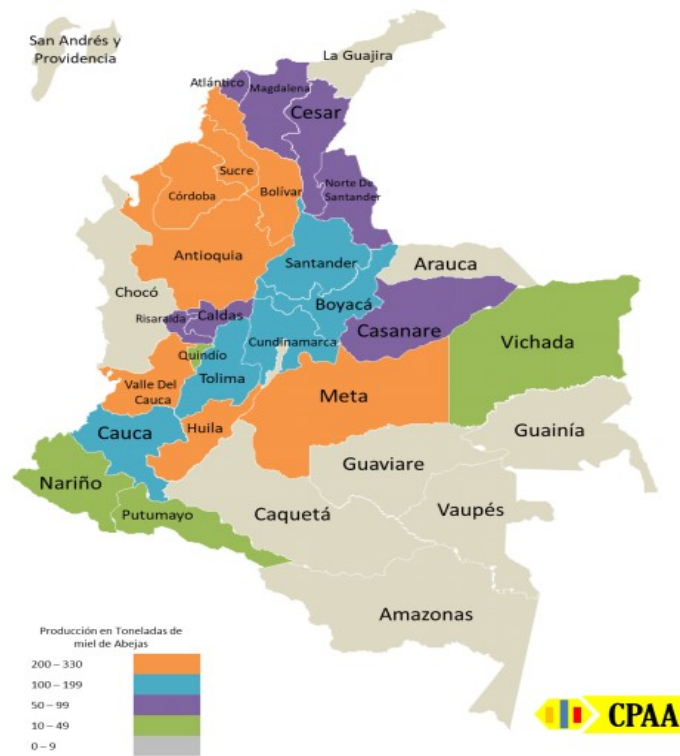 San Andrés y
Providencia
La Guajira
Atlántico
Magdalena
Cesar
Sucre
Norte De
Santander
Córdoba
Bolívar
Antioquia
Santander
Arauca
Chocó
Boyacá
Risaralda
Caldas
Casanare
Cundinamarca
Vichada
Quindío
Tolima
Valle Del
Cauca
Meta
Huila
Cauca
Guainía
Guaviare
Nariño
Caquetá
Vaupés
Putumayo
Amazonas
Producción en Toneladas de
miel de Abejas
200 – 330
100 – 199
50 – 99
10 – 49
0 – 9
CPAA